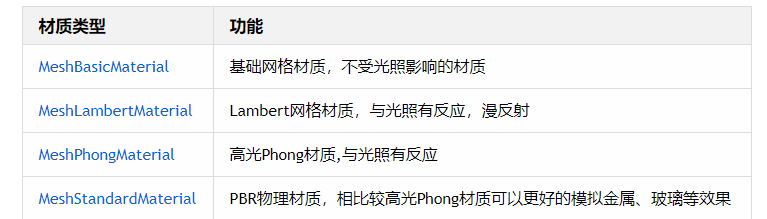 材质类型 功能
MeshBasicMaterial 基础网格材质，不受光照影响的材质
MeshLambertMaterial Lambert网格材质，与光照有反应，漫反射
MeshPhongMaterial 高光Phong材质,与光照有反应
MeshStandardMaterial PBR物理材质，相比较高光Phong材质可以更好的模拟金属、玻璃等效果